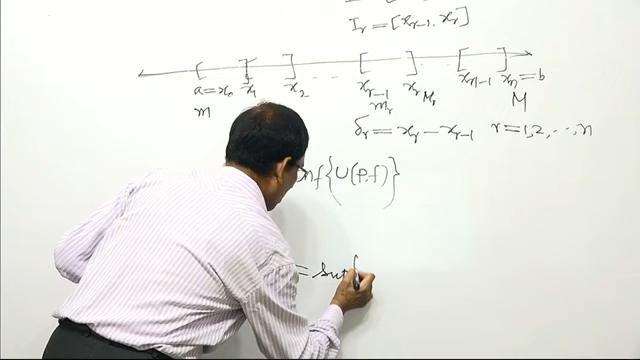 I_r = [x_{r-1}, x_r]
[ [ ] ... [ ] [ ]
a = x_0 x_1 x_2 x_{r-1} x_r x_{n-1} x_n = b
m m_r M_r M
δ_r = x_r - x_{r-1} r = 1, 2, ..., n
inf{U(P, f)}
= Sup{